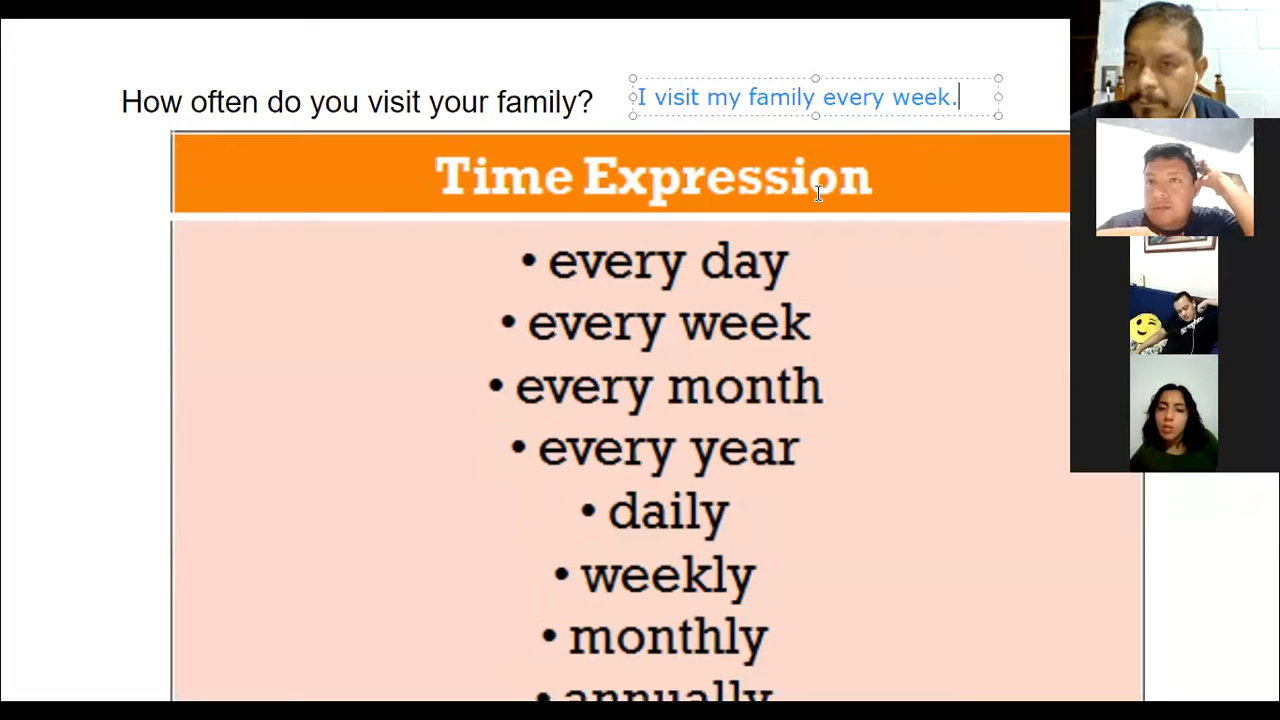 How often do you visit your family?
I visit my family every week.
Time Expression
• every day
• every week
• every month
• every year
• daily
• weekly
• monthly
• annually